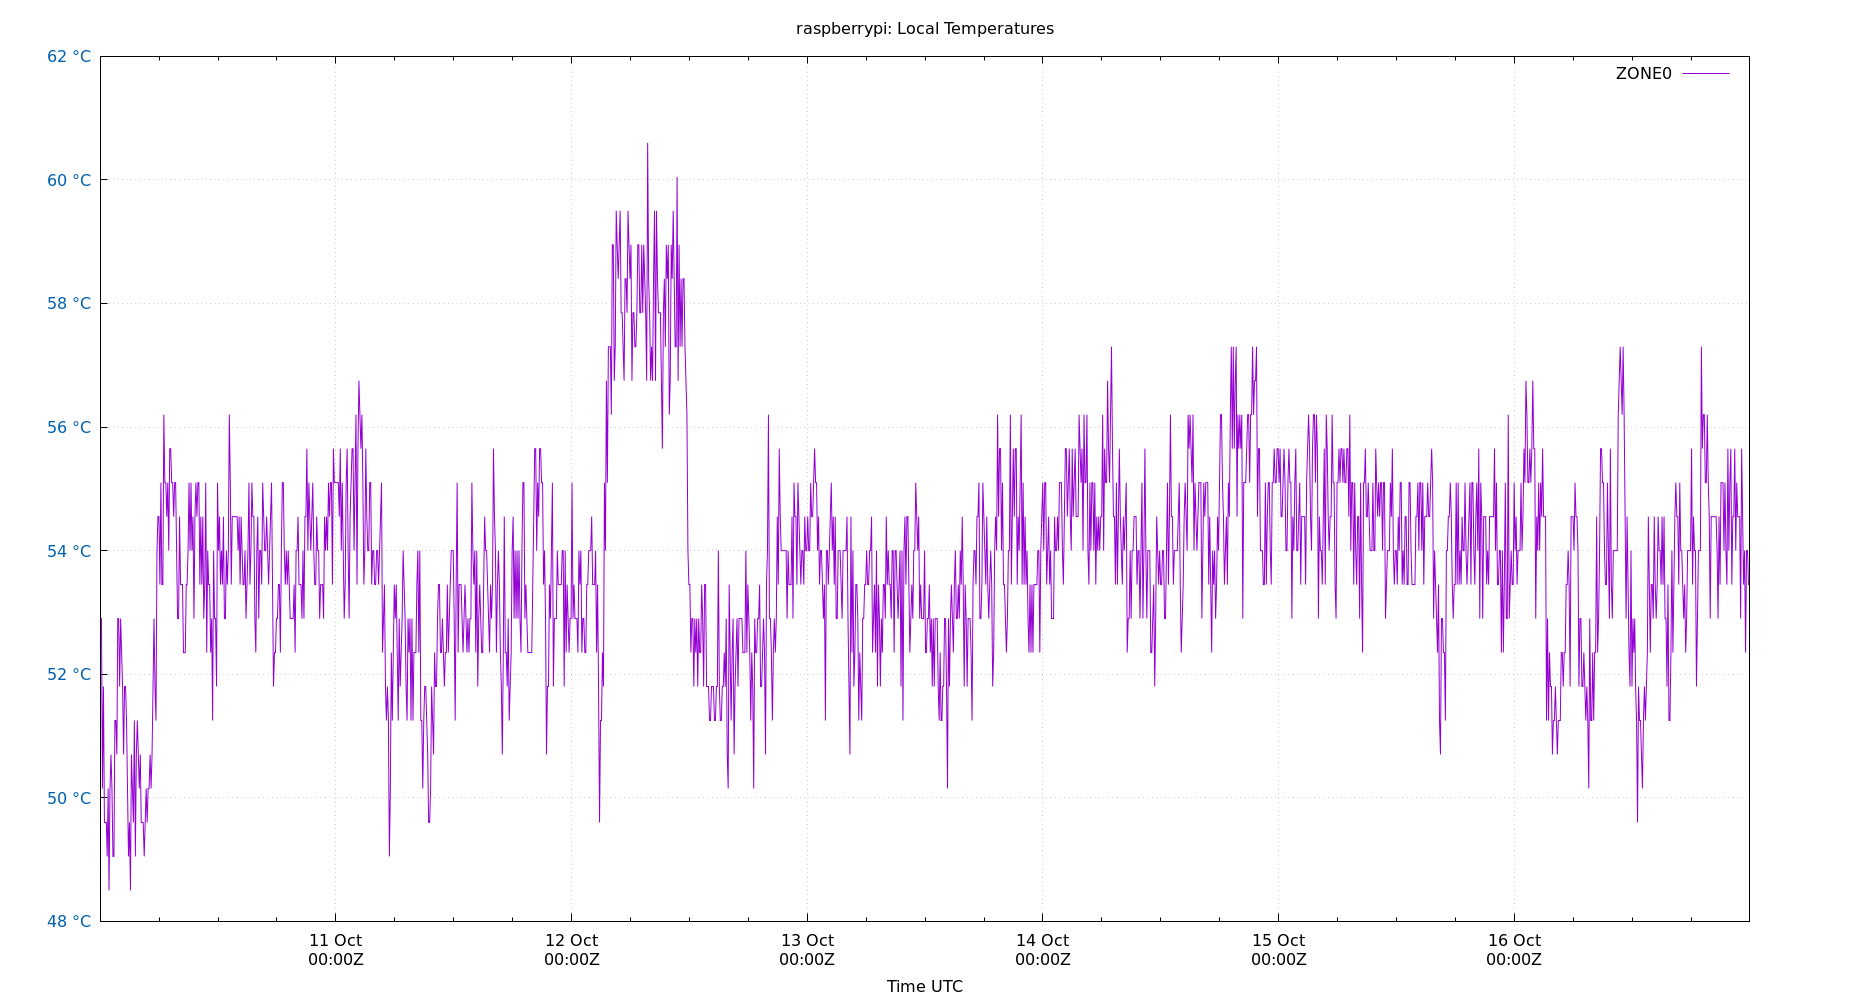 raspberrypi: Local Temperatures
62 °C
ZONE0
60 °C
58 °C
56 °C
54 °C
52 °C
50 °C
48 °C
11 Oct 12 Oct 13 Oct 14 Oct 15 Oct 16 Oct
00:00Z 00:00Z 00:00Z 00:00Z 00:00Z 00:00Z
Time UTC